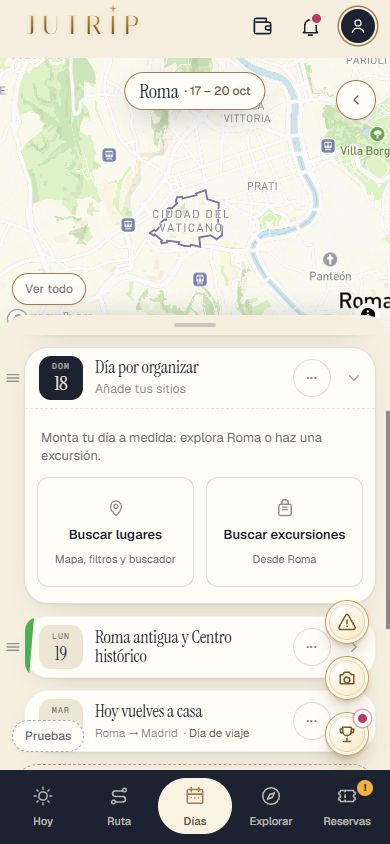 JUTRIP
PARIOLI
Roma · 17 – 20 oct
VITTORIA
Villa Borg
PRATI
CIUDAD DEL
VATICANO
Panteón
Ver todo
Roma
DOM
18
Día por organizar
Añade tus sitios
Monta tu día a medida: explora Roma o haz una
excursión.
Buscar lugares
Mapa, filtros y buscador
Buscar excursiones
Desde Roma
LUN
19
Roma antigua y Centro
histórico
MAR
Hoy vuelves a casa
Roma → Madrid · Día de viaje
Pruebas
Hoy
Ruta
Días
Explorar
!
Reservas